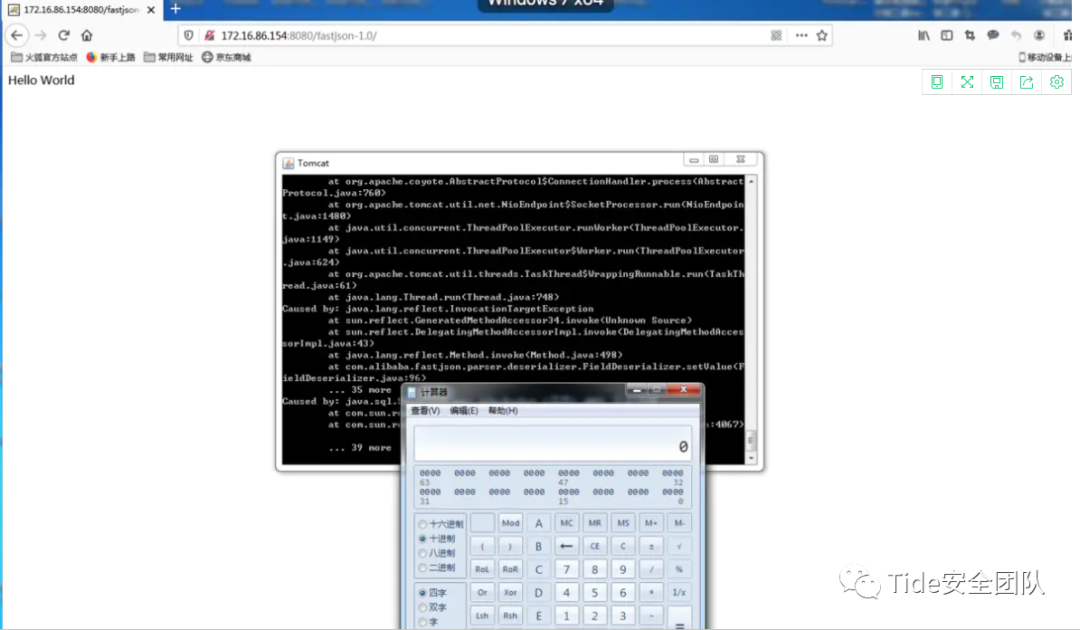 Windows 7 x64
172.16.86.154:8080/fastjson-
172.16.86.154:8080/fastjson-1.0/
火狐官方站点 新手上路 常用网址 京东商城
移动设备上
Hello World
Tomcat
at org.apache.coyote.AbstractProtocol$ConnectionHandler.process(Abstract
Protocol.java:760)
at org.apache.tomcat.util.net.NioEndpoint$SocketProcessor.run(NioEndpoin
t.java:1480)
at java.util.concurrent.ThreadPoolExecutor.runWorker(ThreadPoolExecutor.
java:1149)
at java.util.concurrent.ThreadPoolExecutor$Worker.run(ThreadPoolExecutor
.java:624)
at org.apache.tomcat.util.threads.TaskThread$WrappingRunnable.run(TaskTh
read.java:61)
at java.lang.Thread.run(Thread.java:748)
Caused by: java.lang.reflect.InvocationTargetException
at sun.reflect.GeneratedMethodAccessor34.invoke(Unknown Source)
at sun.reflect.DelegatingMethodAccessorImpl.invoke(DelegatingMethodAcces
sorImpl.java:43)
at java.lang.reflect.Method.invoke(Method.java:498)
at com.alibaba.fastjson.parser.deserializer.FieldDeserializer.setValue(F
ieldDeserializer.java:96)
... 35 more
Caused by: java.sql.
at com.sun.
at com.sun. :4067)
... 39 more
计算器
查看(V) 编辑(E) 帮助(H)
0
0000 0000 0000 0000 0000 0000 0000 0000
63 47 32
0000 0000 0000 0000 0000 0000 0000 0000
31 15 0
十六进制 Mod A MC MR MS M+ M-
十进制 ( ) B ← CE C ± √
八进制
二进制 RoL RoR C 7 8 9 / %
四字 Or Xor D 4 5 6 * 1/x
双字
字 Lsh Rsh E 1 2 3 - =
Tide安全团队